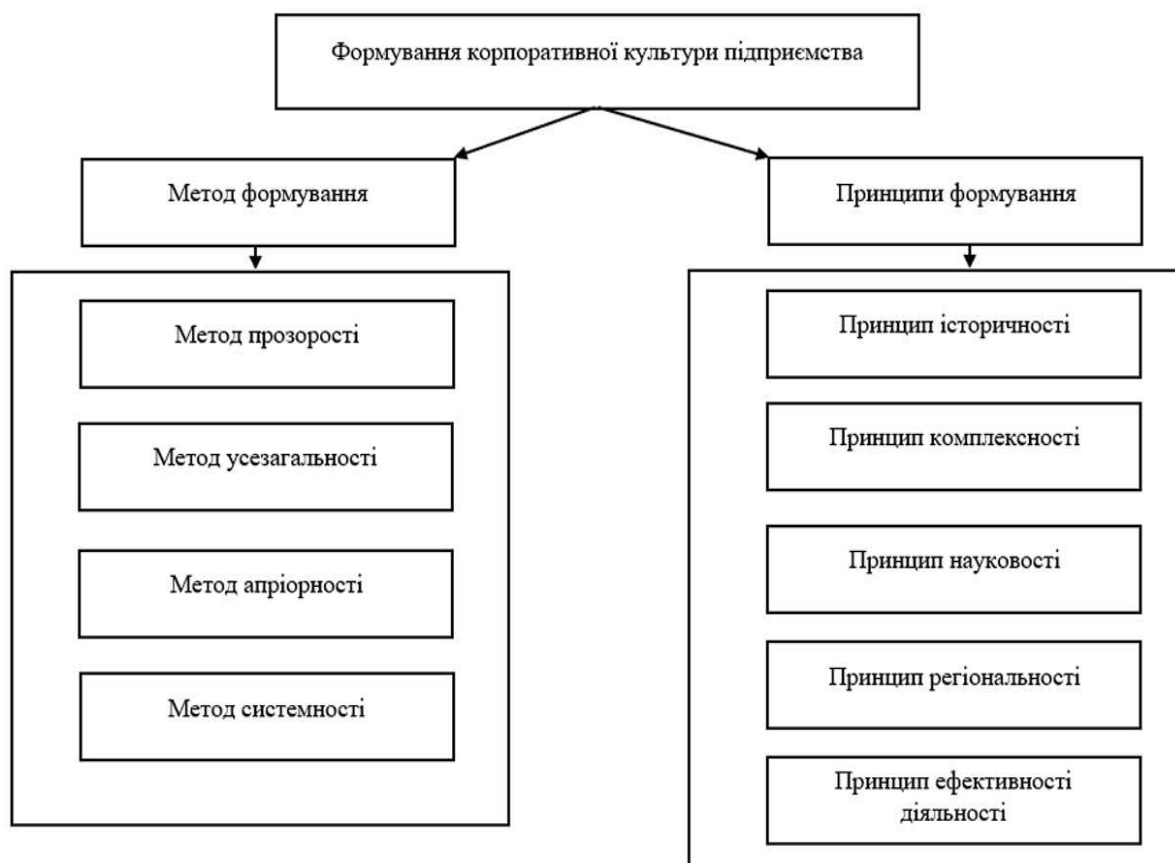 Формування корпоративної культури підприємства
Метод формування
Принципи формування
Метод прозорості
Метод усезагальності
Метод апріорності
Метод системності
Принцип історичності
Принцип комплексності
Принцип науковості
Принцип регіональності
Принцип ефективності
діяльності